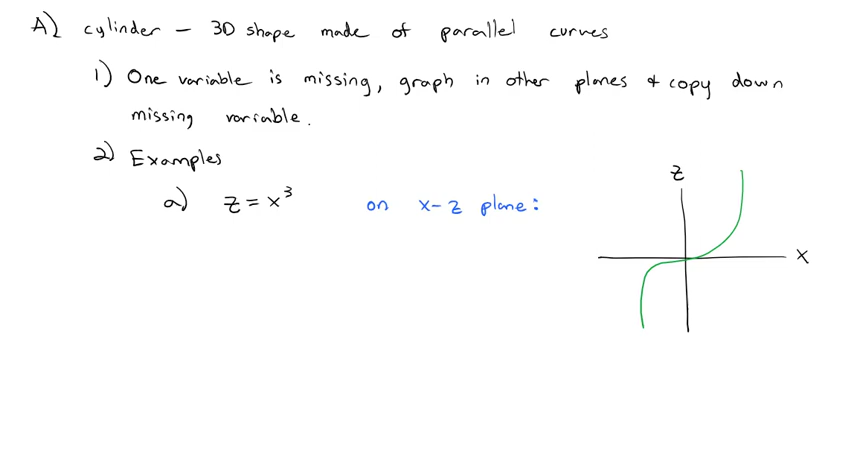 A) cylinder – 3D shape made of parallel curves
1) One variable is missing, graph in other planes & copy down
missing variable.
2) Examples
a) z = x³ on x-z plane:
z
x